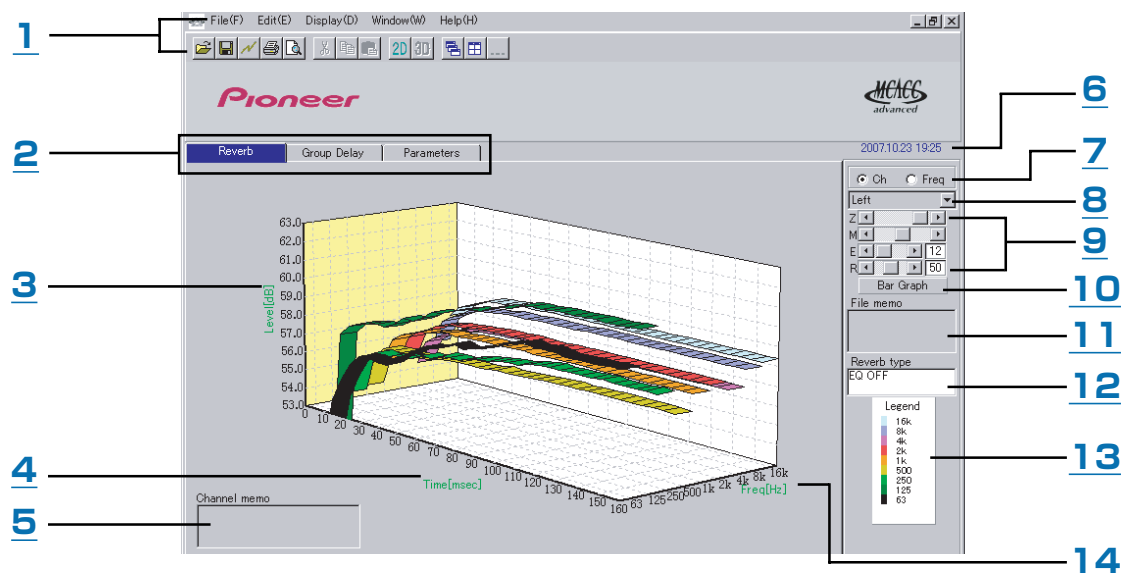 File(F) Edit(E) Display(D) Window(W) Help(H)
1
2D 3D
Pioneer
MCACC
advanced
6
2
Reverb Group Delay Parameters
2007.10.23 19:25
7
Ch Freq
Left
8
Z
M
E 12
R 50
9
Bar Graph
10
File memo
11
Reverb type
EQ OFF
12
3
Level[dB]
63.0
62.0
61.0
60.0
59.0
58.0
57.0
56.0
55.0
54.0
53.0
0 10 20 30 40 50 60 70 80 90 100 110 120 130 140 150 160
63 125 250 500 1k 2k 4k 8k 16k
4
Time[msec]
Freq[Hz]
Legend
16k
8k
4k
2k
1k
500
250
125
63
13
Channel memo
5
14